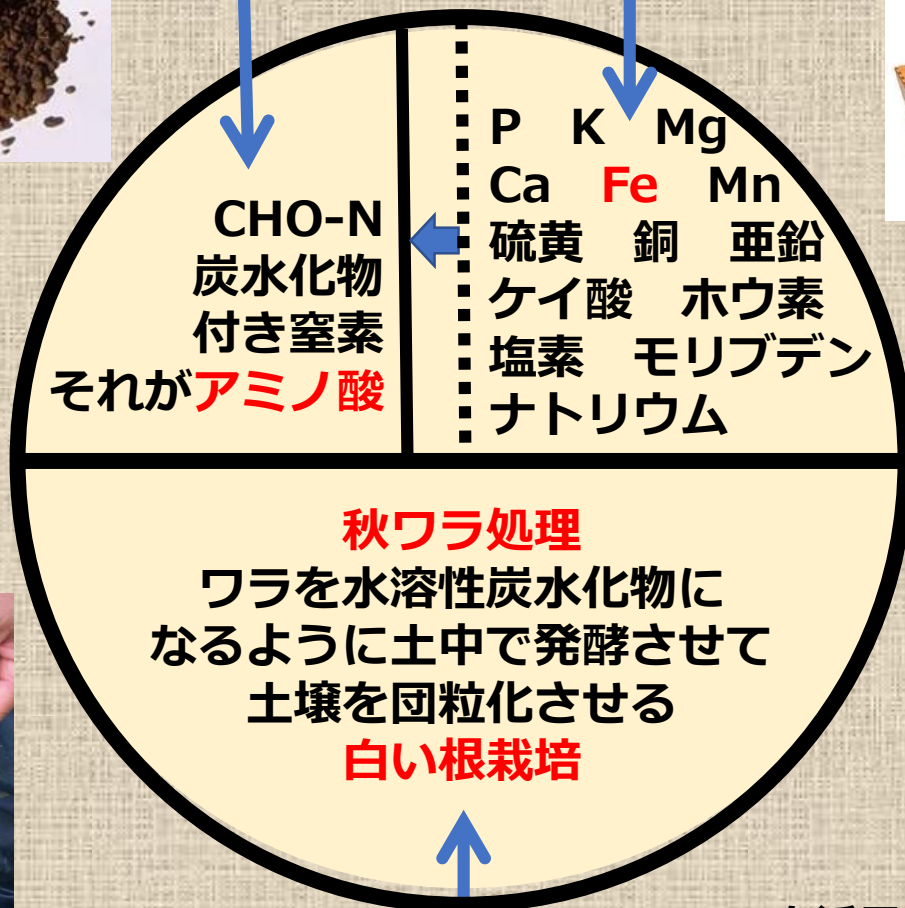 CHO-N
炭水化物
付き窒素
それがアミノ酸
P K Mg
Ca Fe Mn
硫黄 銅 亜鉛
ケイ酸 ホウ素
塩素 モリブデン
ナトリウム
秋ワラ処理
ワラを水溶性炭水化物に
なるように土中で発酵させて
土壌を団粒化させる
白い根栽培